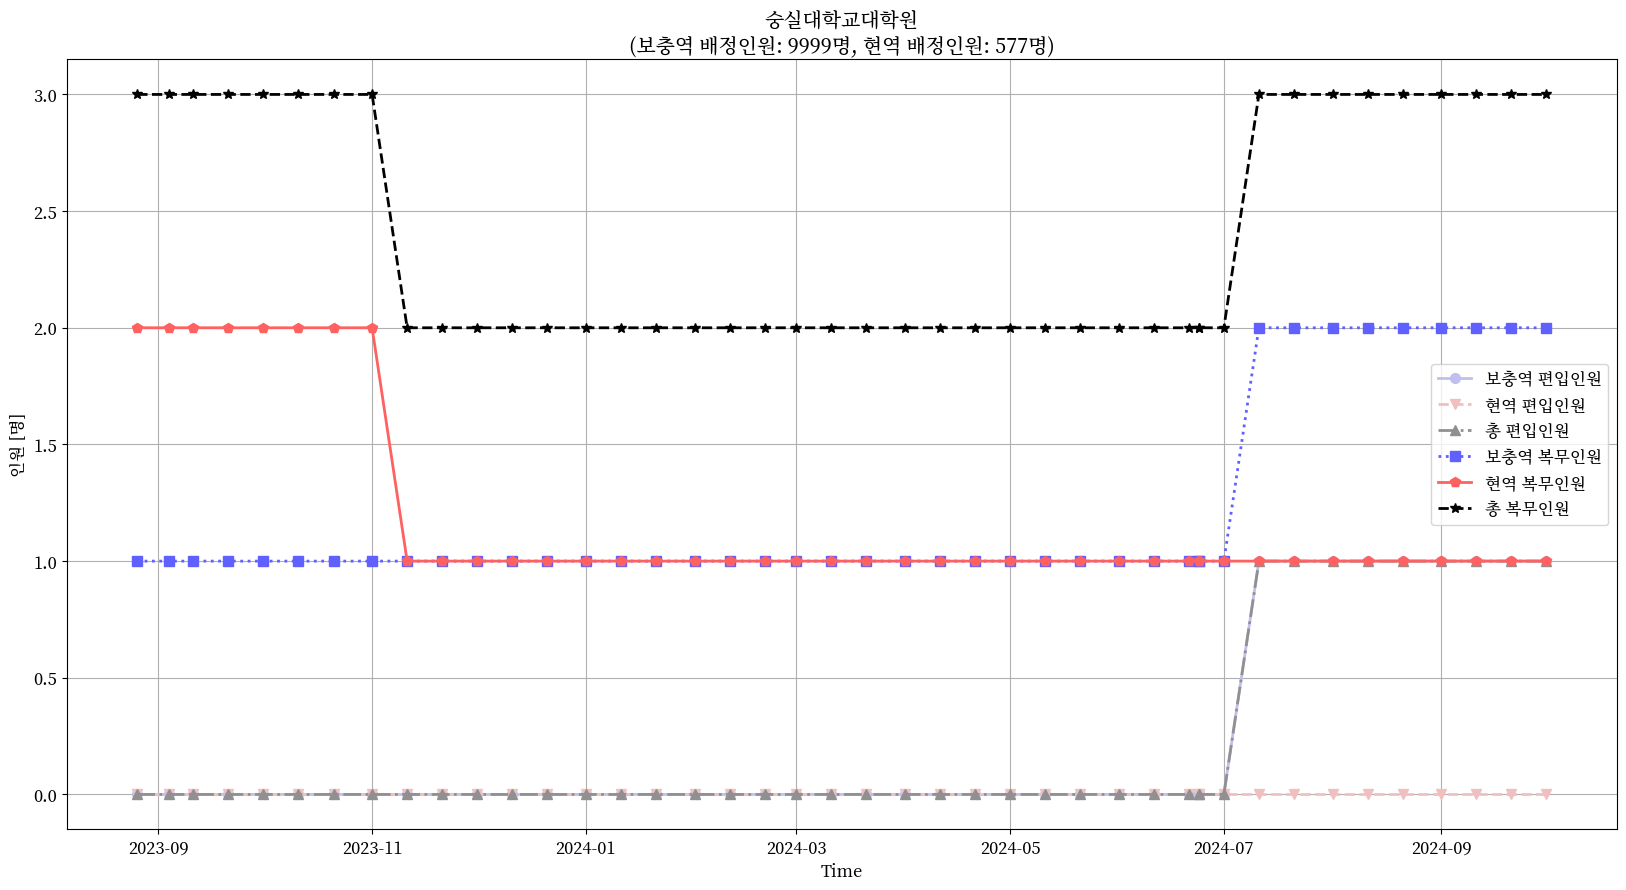 숭실대학교대학원
(보충역 배정인원: 9999명, 현역 배정인원: 577명)
인원 [명]
3.0
2.5
2.0
1.5
1.0
0.5
0.0
보충역 편입인원
현역 편입인원
총 편입인원
보충역 복무인원
현역 복무인원
총 복무인원
2023-09
2023-11
2024-01
2024-03
2024-05
2024-07
2024-09
Time